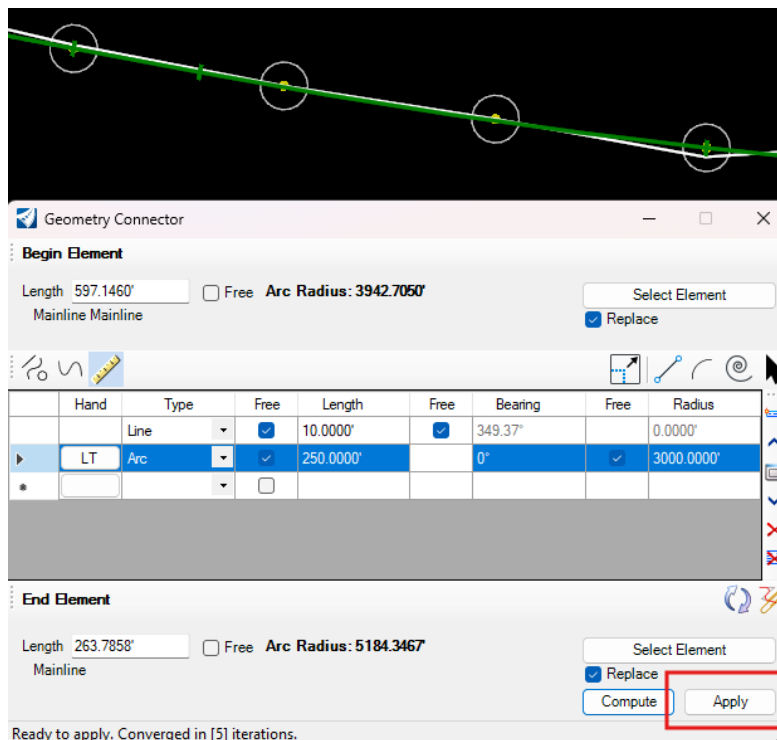 Geometry Connector
Begin Element
Length 597.1460' Free Arc Radius: 3942.7050' Select Element
Mainline Mainline Replace
Hand Type Free Length Free Bearing Free Radius
Line 10.0000' 349.37° 0.0000'
LT Arc 250.0000' 0° 3000.0000'
End Element
Length 263.7858' Free Arc Radius: 5184.3467' Select Element
Mainline Replace
Compute Apply
Ready to apply. Converged in [5] iterations.